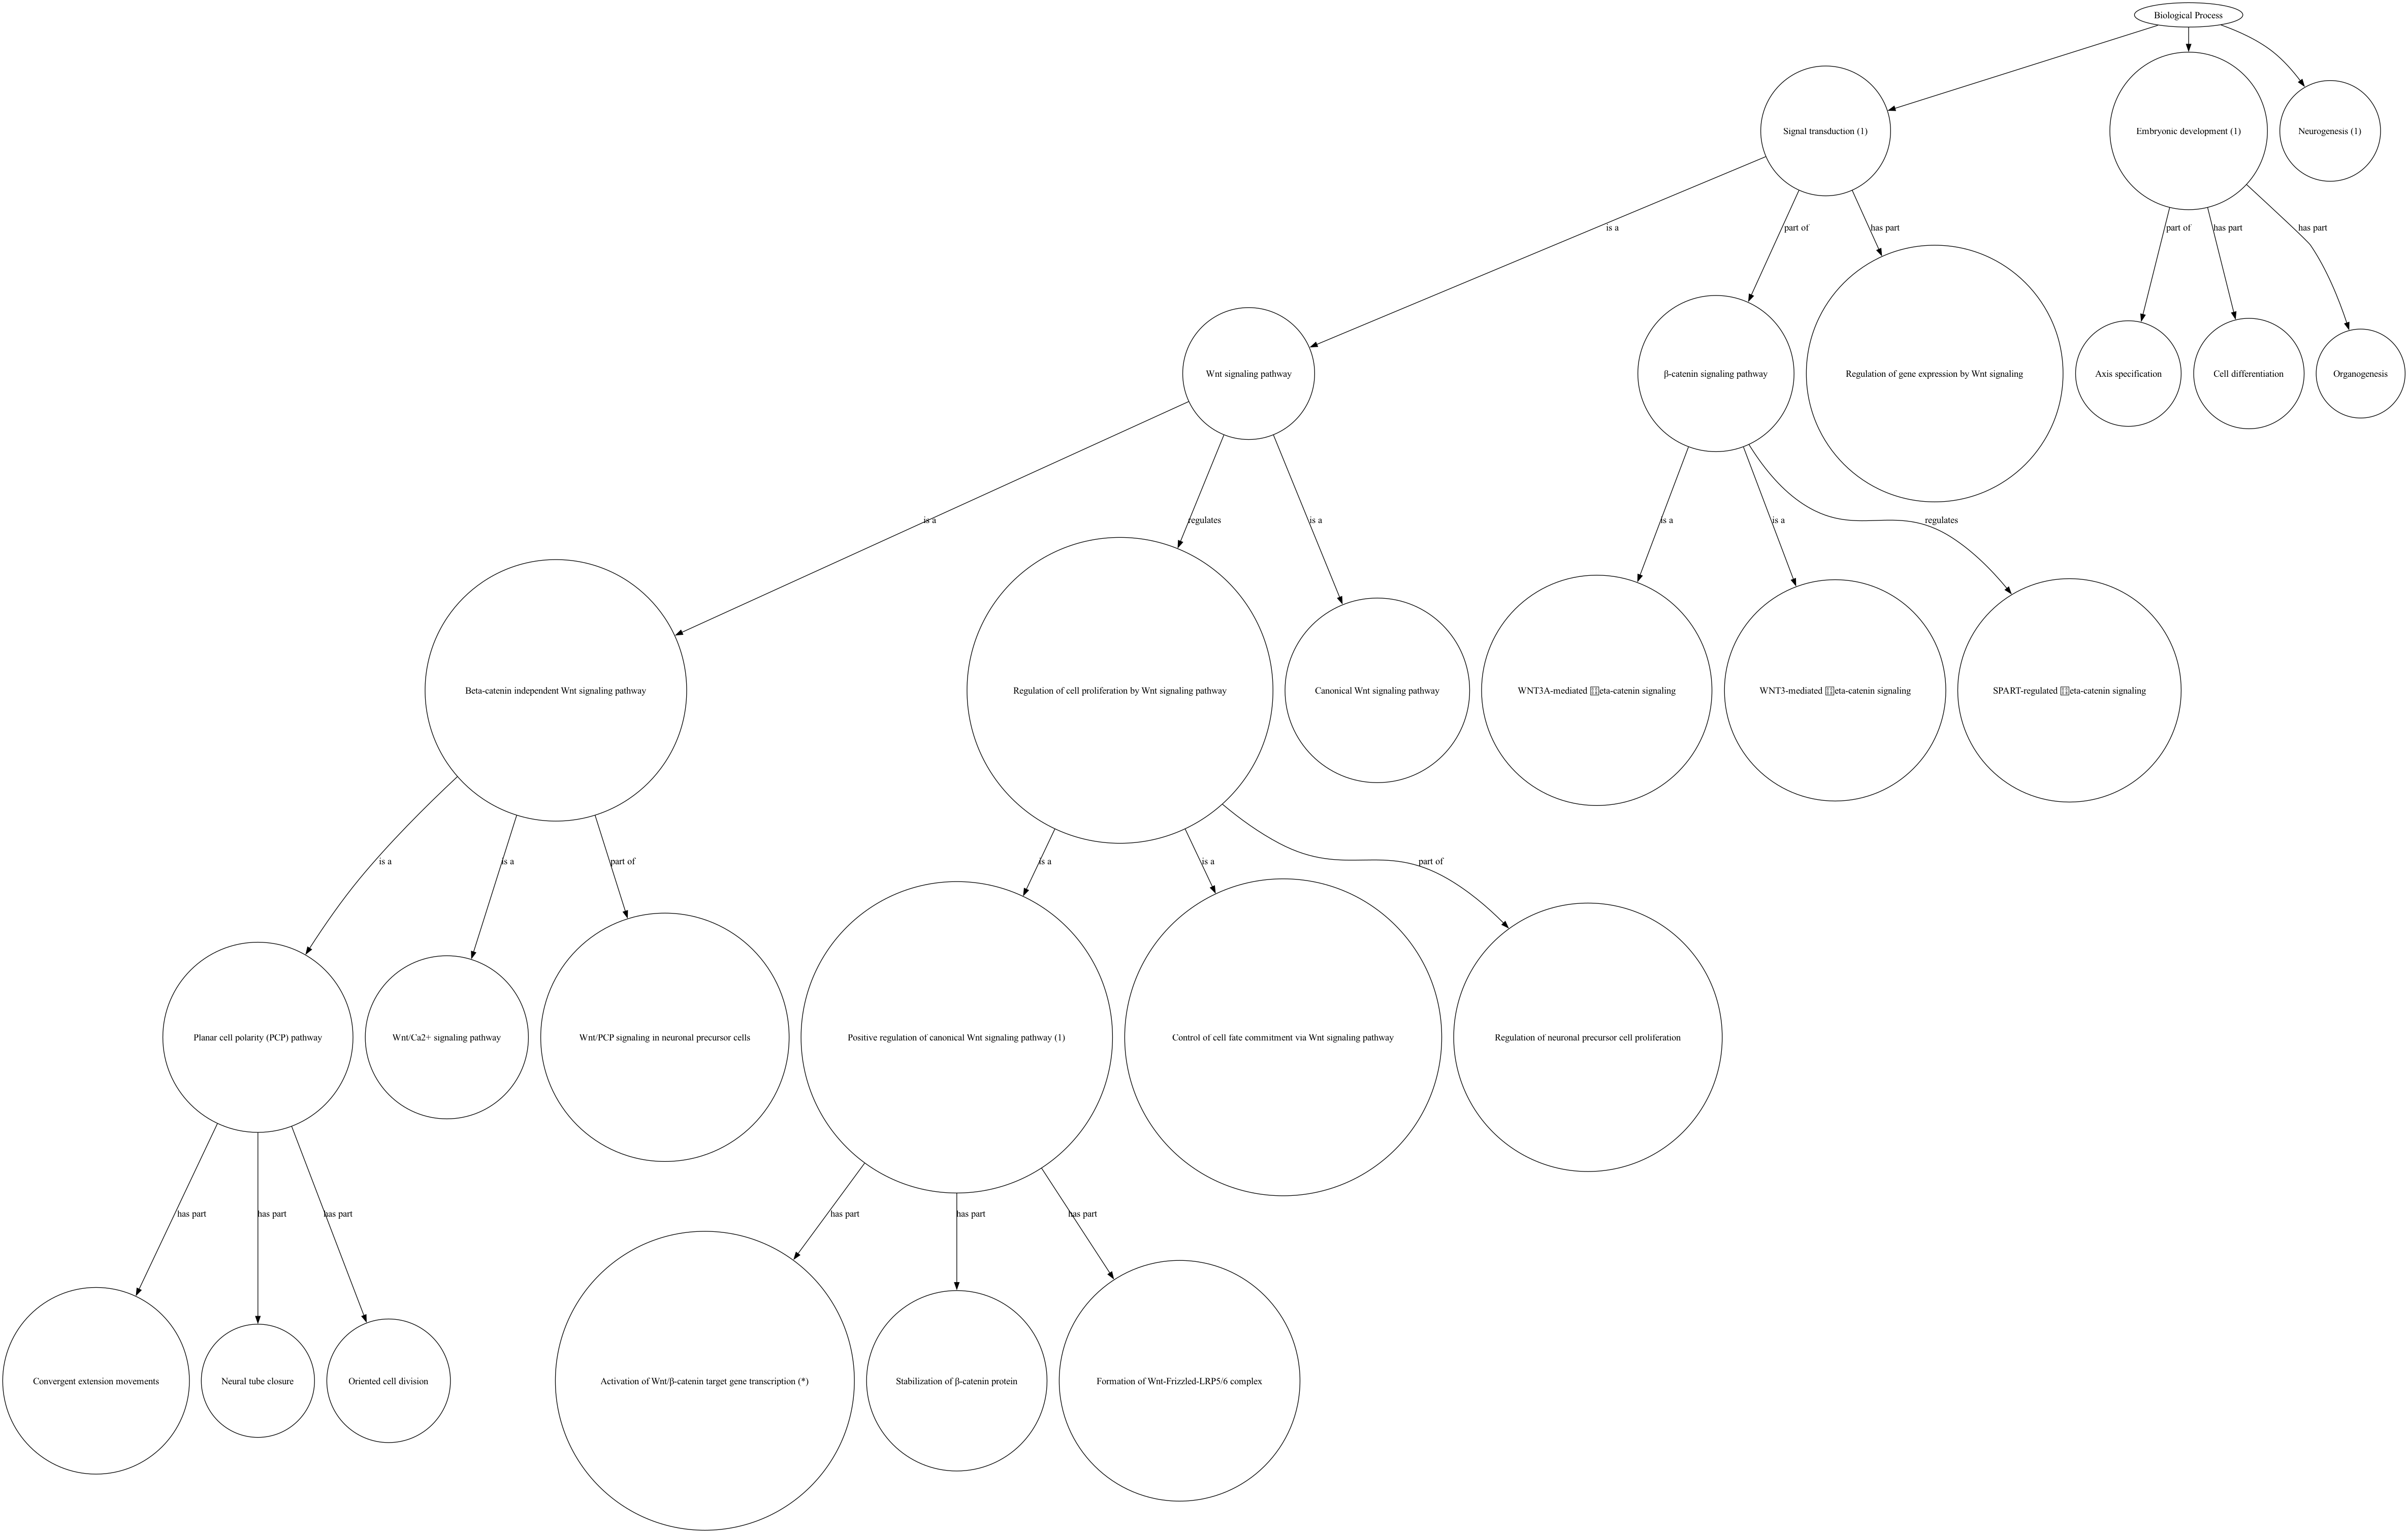 Biological Process
Signal transduction (1)
Embryonic development (1)
Neurogenesis (1)
is a
part of
has part
part of
has part
has part
Wnt signaling pathway
β-catenin signaling pathway
Regulation of gene expression by Wnt signaling
Axis specification
Cell differentiation
Organogenesis
is a
regulates
is a
is a
is a
regulates
Beta-catenin independent Wnt signaling pathway
Regulation of cell proliferation by Wnt signaling pathway
Canonical Wnt signaling pathway
WNT3A-mediated eta-catenin signaling
WNT3-mediated eta-catenin signaling
SPART-regulated eta-catenin signaling
is a
is a
part of
is a
is a
part of
Planar cell polarity (PCP) pathway
Wnt/Ca2+ signaling pathway
Wnt/PCP signaling in neuronal precursor cells
Positive regulation of canonical Wnt signaling pathway (1)
Control of cell fate commitment via Wnt signaling pathway
Regulation of neuronal precursor cell proliferation
has part
has part
has part
has part
has part
has part
Convergent extension movements
Neural tube closure
Oriented cell division
Activation of Wnt/β-catenin target gene transcription (*)
Stabilization of β-catenin protein
Formation of Wnt-Frizzled-LRP5/6 complex